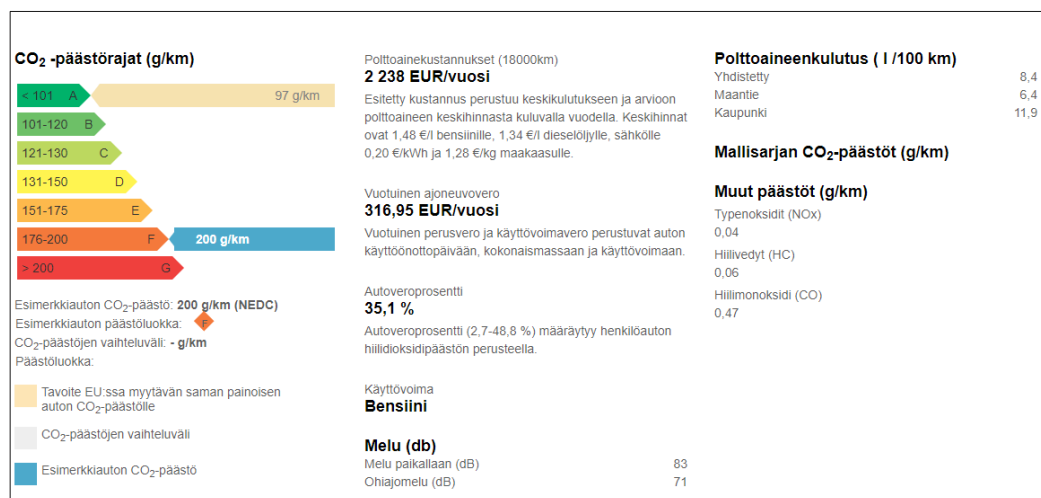 CO2 -päästörajat (g/km)
< 101 A 97 g/km
101-120 B
121-130 C
131-150 D
151-175 E
176-200 F 200 g/km
> 200 G
Esimerkkiauton CO2-päästö: 200 g/km (NEDC)
Esimerkkiauton päästöluokka: F
CO2-päästöjen vaihteluväli: - g/km
Päästöluokka:
Tavoite EU:ssa myytävän saman painoisen
auton CO2-päästölle
CO2-päästöjen vaihteluväli
Esimerkkiauton CO2-päästö
Polttoainekustannukset (18000km)
2 238 EUR/vuosi
Esitetty kustannus perustuu keskikulutukseen ja arvioon
polttoaineen keskihinnasta kuluvalla vuodella. Keskihinnat
ovat 1,48 €/l bensiinille, 1,34 €/l dieselöljylle, sähkölle
0,20 €/kWh ja 1,28 €/kg maakaasulle.
Vuotuinen ajoneuvovero
316,95 EUR/vuosi
Vuotuinen perusvero ja käyttövoimavero perustuvat auton
käyttöönottopäivään, kokonaismassaan ja käyttövoimaan.
Autoveroprosentti
35,1 %
Autoveroprosentti (2,7-48,8 %) määräytyy henkilöauton
hiilidioksidipäästön perusteella.
Käyttövoima
Bensiini
Melu (db)
Melu paikallaan (dB) 83
Ohiajomelu (dB) 71
Polttoaineenkulutus ( l /100 km)
Yhdistetty 8,4
Maantie 6,4
Kaupunki 11,9
Mallisarjan CO2-päästöt (g/km)
Muut päästöt (g/km)
Typenoksidit (NOx)
0,04
Hiilivedyt (HC)
0,06
Hiilimonoksidi (CO)
0,47